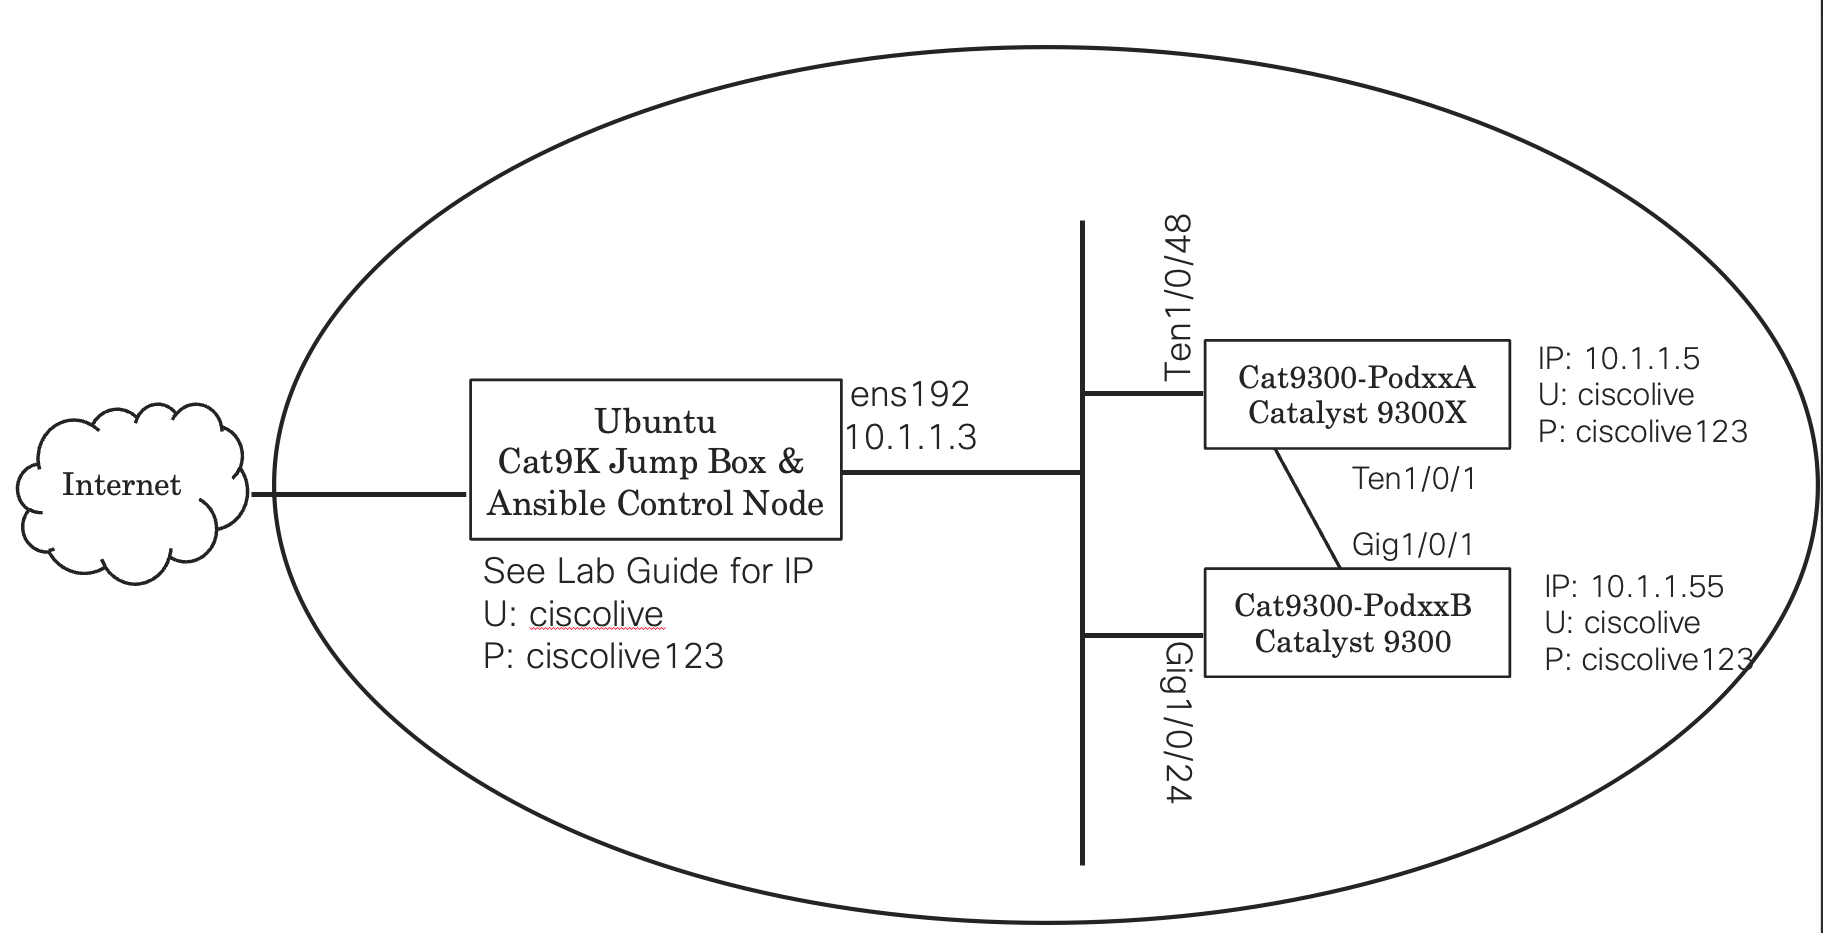 Internet
Ubuntu
Cat9K Jump Box &
Ansible Control Node
See Lab Guide for IP
U: ciscolive
P: ciscolive123
ens192
10.1.1.3
Ten1/0/48
Cat9300-PodxxA
Catalyst 9300X
IP: 10.1.1.5
U: ciscolive
P: ciscolive123
Ten1/0/1
Gig1/0/1
Cat9300-PodxxB
Catalyst 9300
IP: 10.1.1.55
U: ciscolive
P: ciscolive123
Gig1/0/24